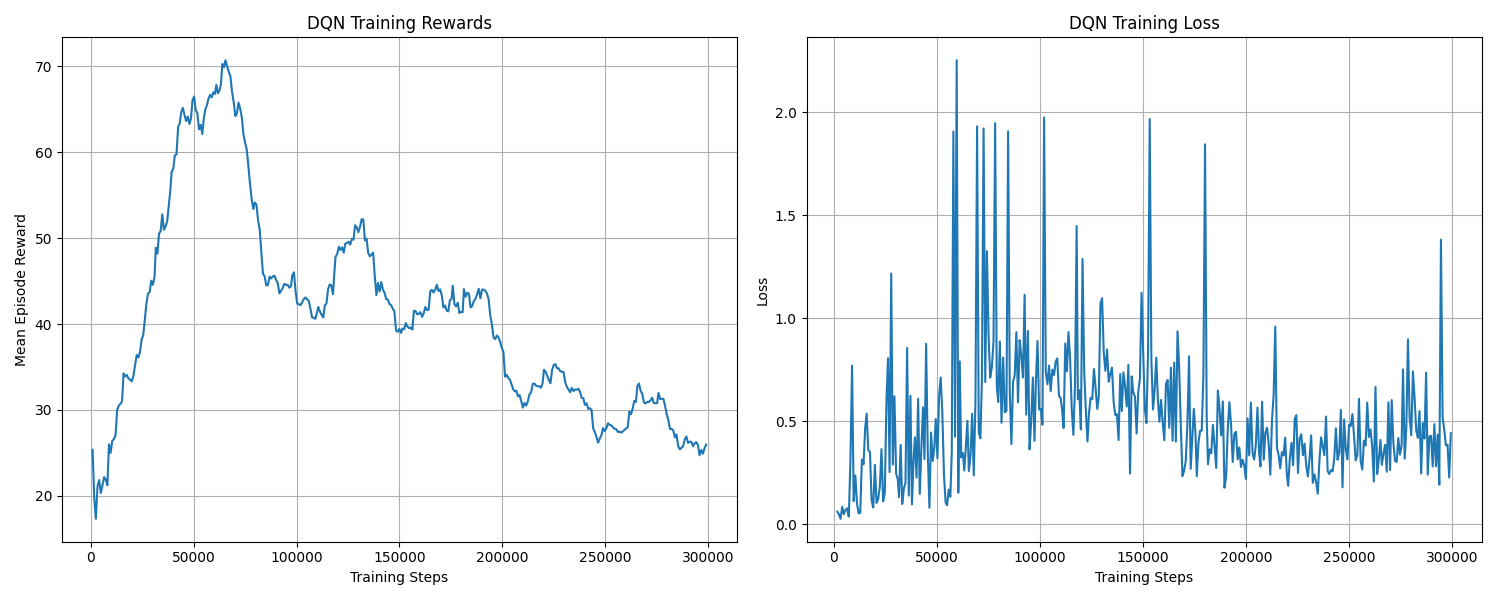 DQN Training Rewards
Mean Episode Reward
70
60
50
40
30
20
0 50000 100000 150000 200000 250000 300000
Training Steps
DQN Training Loss
Loss
2.0
1.5
1.0
0.5
0.0
0 50000 100000 150000 200000 250000 300000
Training Steps